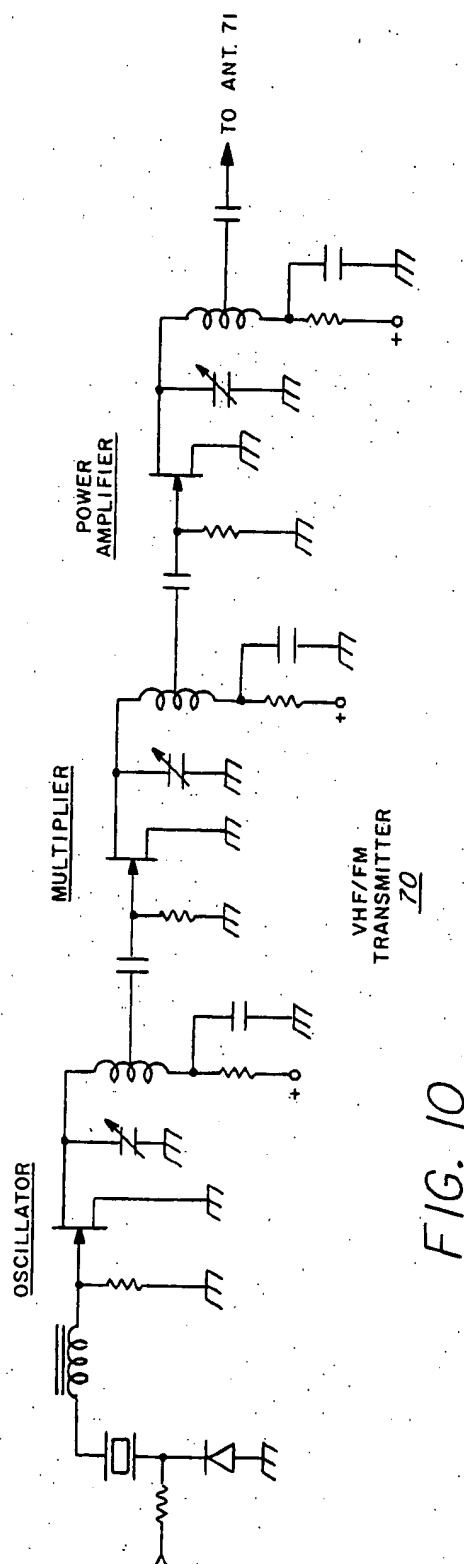 OSCILLATOR
MULTIPLIER
POWER
AMPLIFIER
TO ANT. 71
+
+
+
VHF/FM
TRANSMITTER
70
FIG. 10